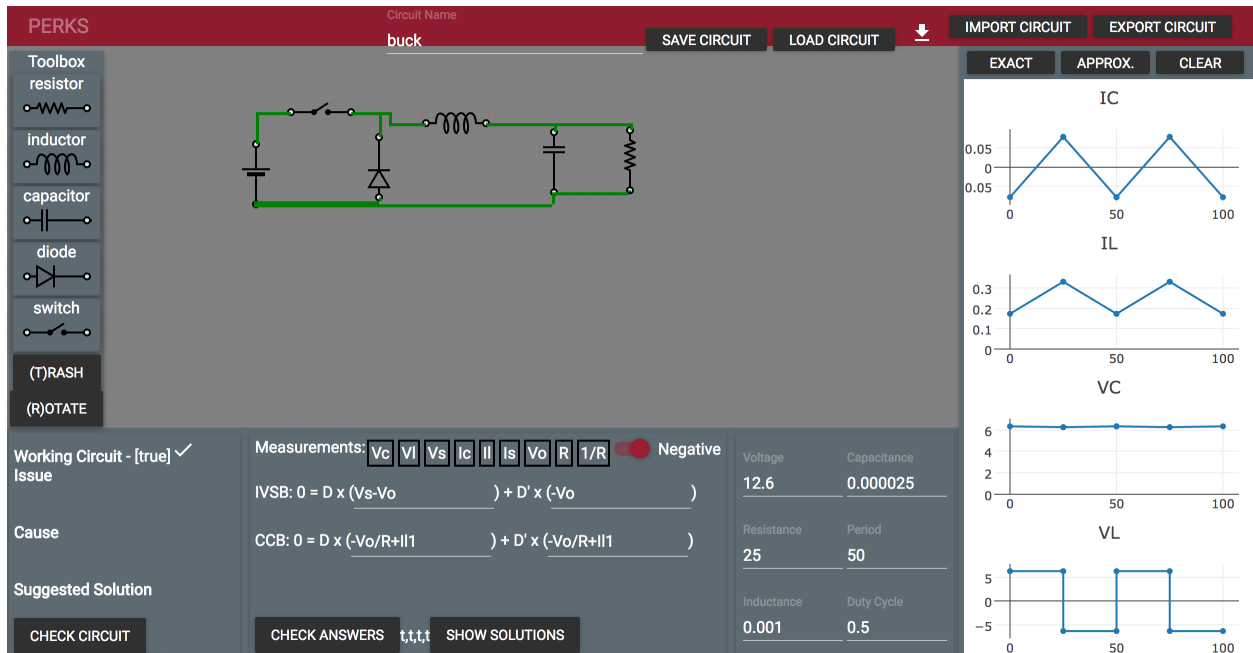 PERKS
Circuit Name
buck
SAVE CIRCUIT
LOAD CIRCUIT
IMPORT CIRCUIT
EXPORT CIRCUIT
Toolbox
resistor
inductor
capacitor
diode
switch
(T)RASH
(R)OTATE
EXACT
APPROX.
CLEAR
IC
0.05
0
0.05
0 50 100
IL
0.3
0.2
0.1
0
0 50 100
VC
6
4
2
0
0 50 100
VL
5
0
−5
0 50 100
Working Circuit - [true]
Issue
Cause
Suggested Solution
CHECK CIRCUIT
Measurements: Vc Vl Vs Ic Il Is Vo R 1/R Negative
IVSB: 0 = D x (Vs-Vo ) + D' x (-Vo )
CCB: 0 = D x (-Vo/R+Il1 ) + D' x (-Vo/R+Il1 )
CHECK ANSWERS t,t,t,t SHOW SOLUTIONS
Voltage Capacitance
12.6 0.000025
Resistance Period
25 50
Inductance Duty Cycle
0.001 0.5